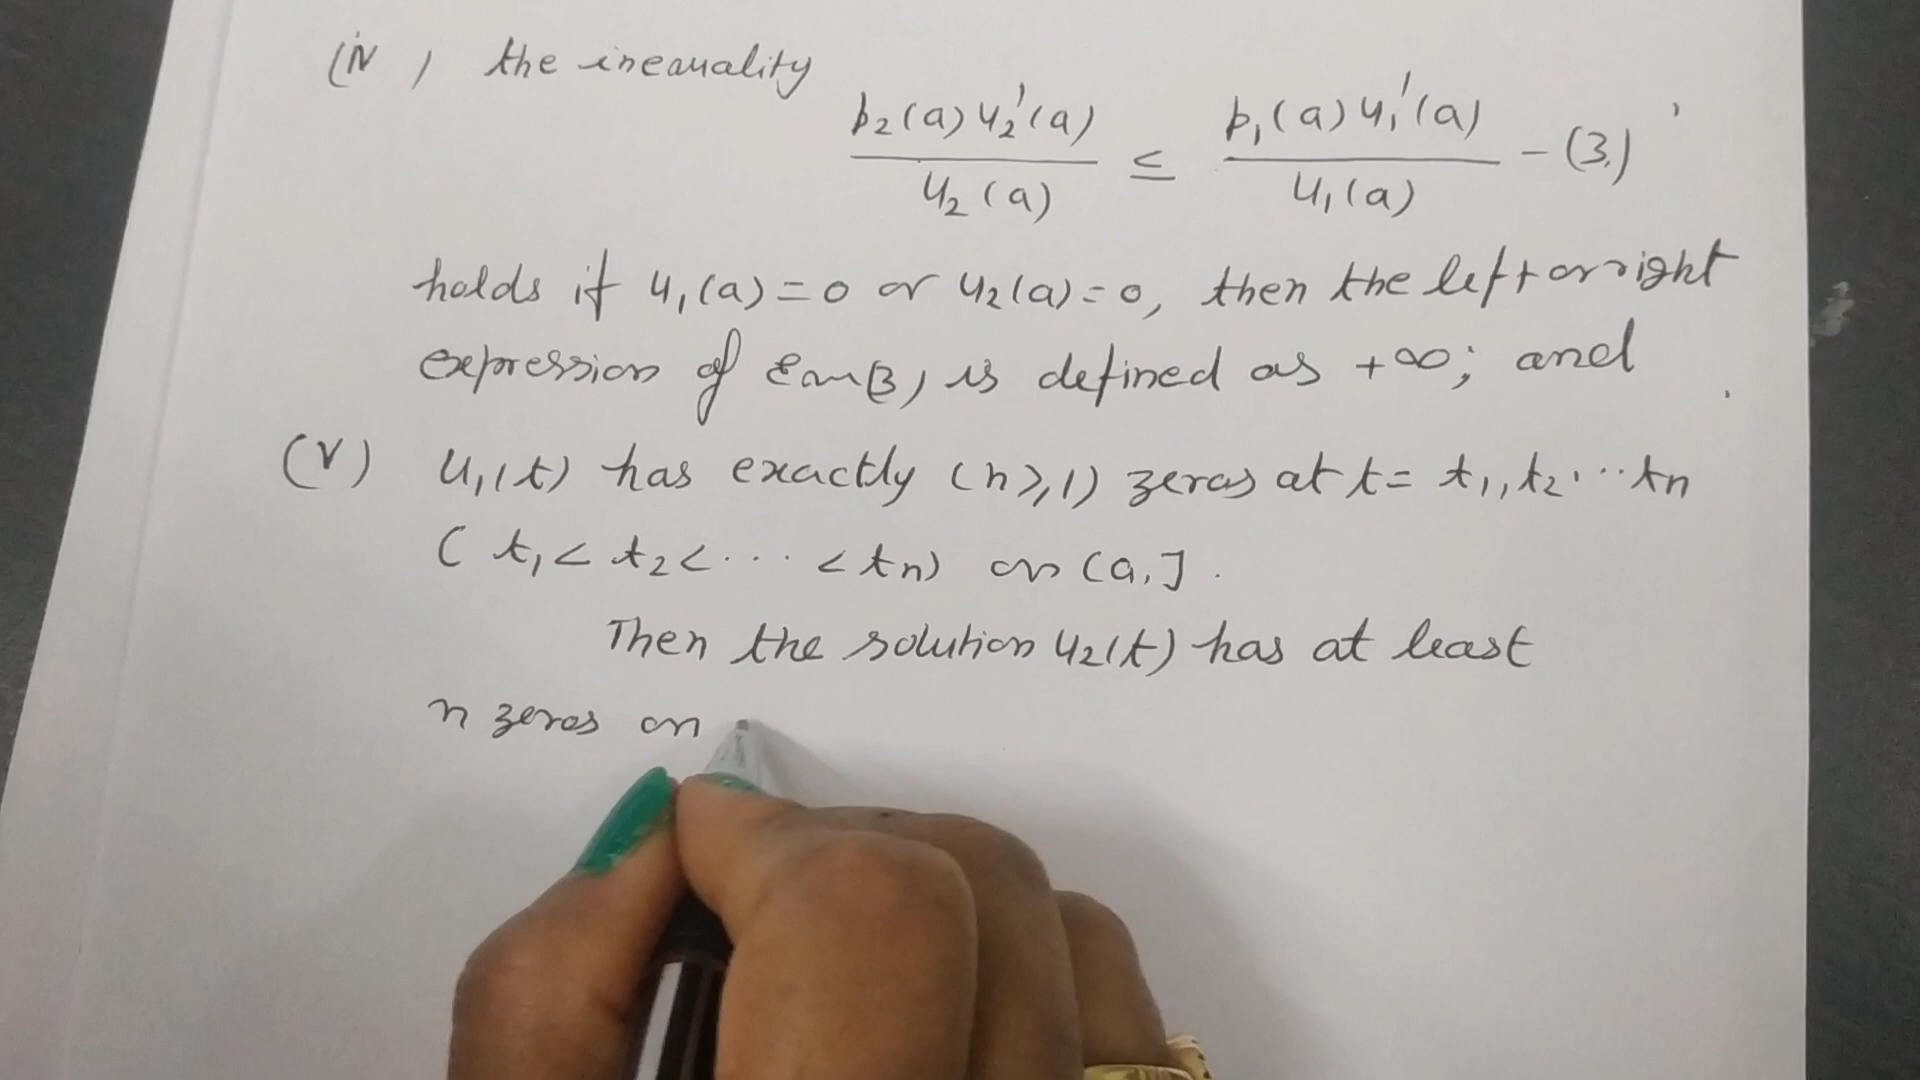 (iv) the inequality
p₂(a)u₂'(a) / u₂(a) ≤ p₁(a)u₁'(a) / u₁(a) - (3)
holds if u₁(a)=0 or u₂(a)=0, then the left or right
expression of Eqn(3) is defined as +∞; and
(V) u₁(t) has exactly (n≥1) zeros at t= t₁, t₂...tn
(t₁<t₂<...<tn) on (a,].
Then the solution u₂(t) has at least
n zeros on